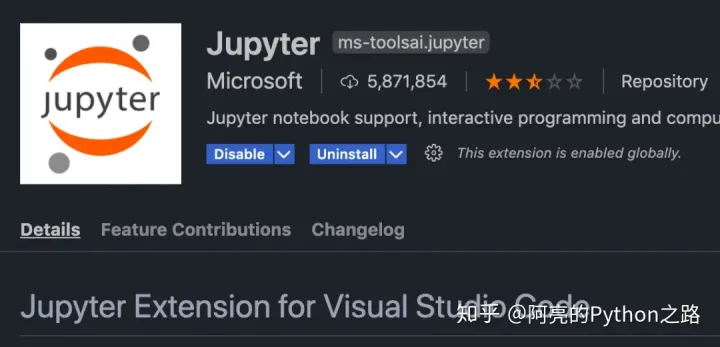 Jupyter ms-toolsai.jupyter
jupyter
Microsoft 5,871,854 Repository
Jupyter notebook support, interactive programming and compu
Disable Uninstall This extension is enabled globally.
Details Feature Contributions Changelog
Jupyter Extension for Visual Studio Code
知乎 @阿亮的Python之路